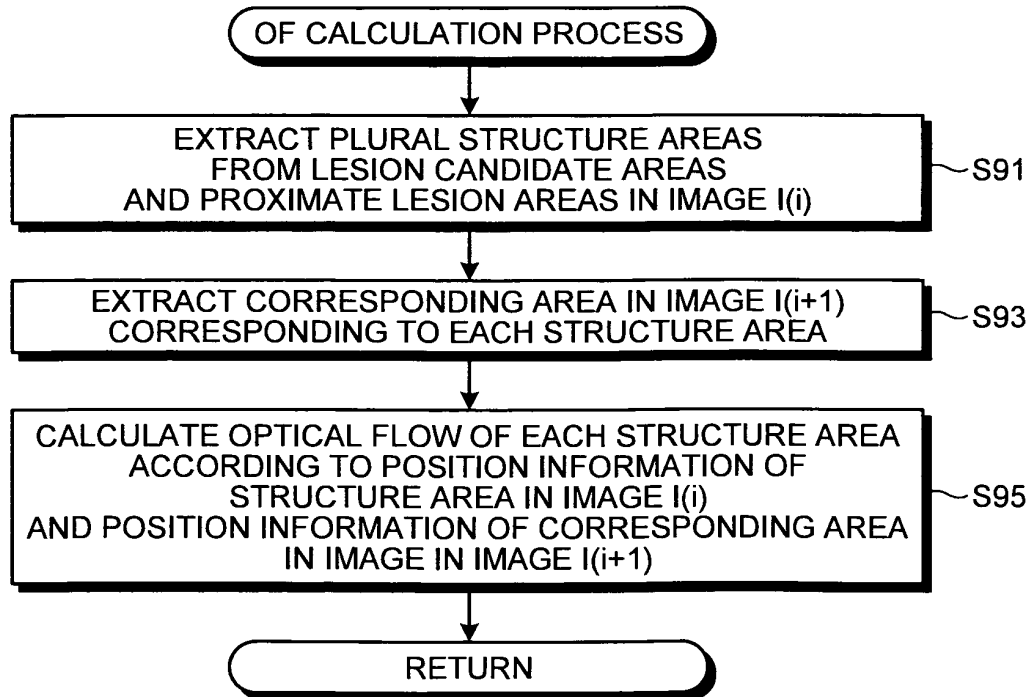 OF CALCULATION PROCESS
EXTRACT PLURAL STRUCTURE AREAS
FROM LESION CANDIDATE AREAS
AND PROXIMATE LESION AREAS IN IMAGE I(i)
S91
EXTRACT CORRESPONDING AREA IN IMAGE I(i+1)
CORRESPONDING TO EACH STRUCTURE AREA
S93
CALCULATE OPTICAL FLOW OF EACH STRUCTURE AREA
ACCORDING TO POSITION INFORMATION OF
STRUCTURE AREA IN IMAGE I(i)
AND POSITION INFORMATION OF CORRESPONDING AREA
IN IMAGE IN IMAGE I(i+1)
S95
RETURN